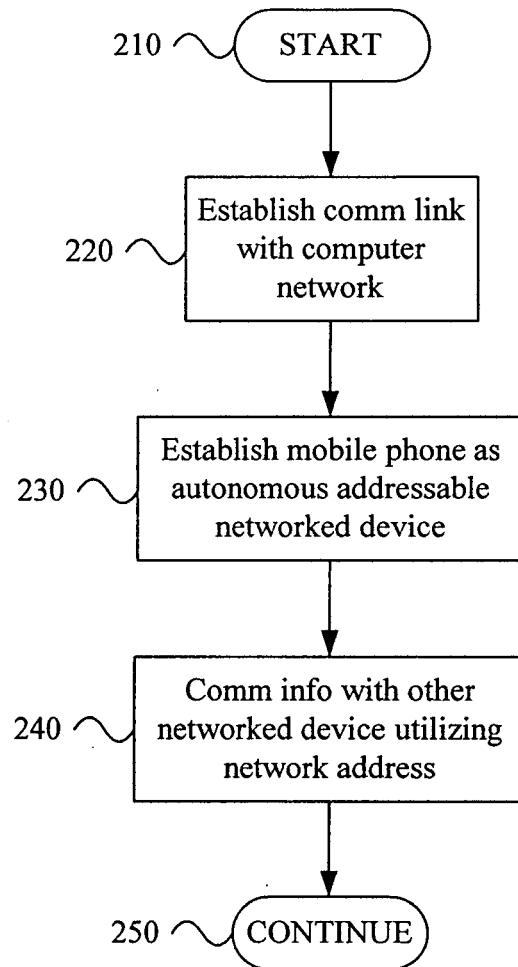 210 START
Establish comm link
220 with computer
network
Establish mobile phone as
230 autonomous addressable
networked device
Comm info with other
240 networked device utilizing
network address
250 CONTINUE